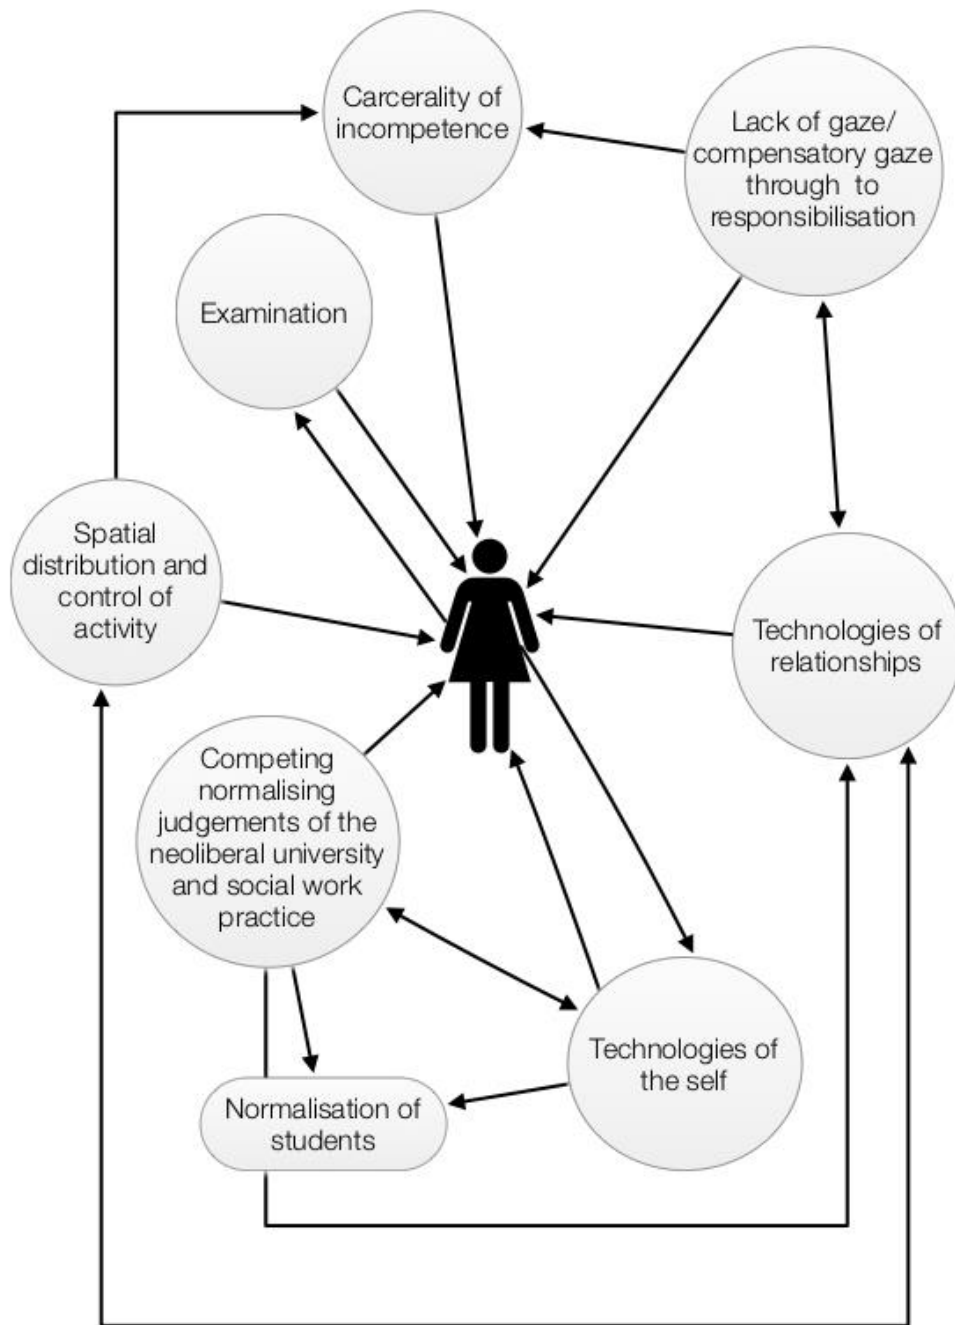 Carcerality of
incompetence
Lack of gaze/
compensatory gaze
through to
responsibilisation
Examination
Spatial
distribution and
control of
activity
Technologies of
relationships
Competing
normalising
judgements of the
neoliberal university
and social work
practice
Technologies of
the self
Normalisation of
students